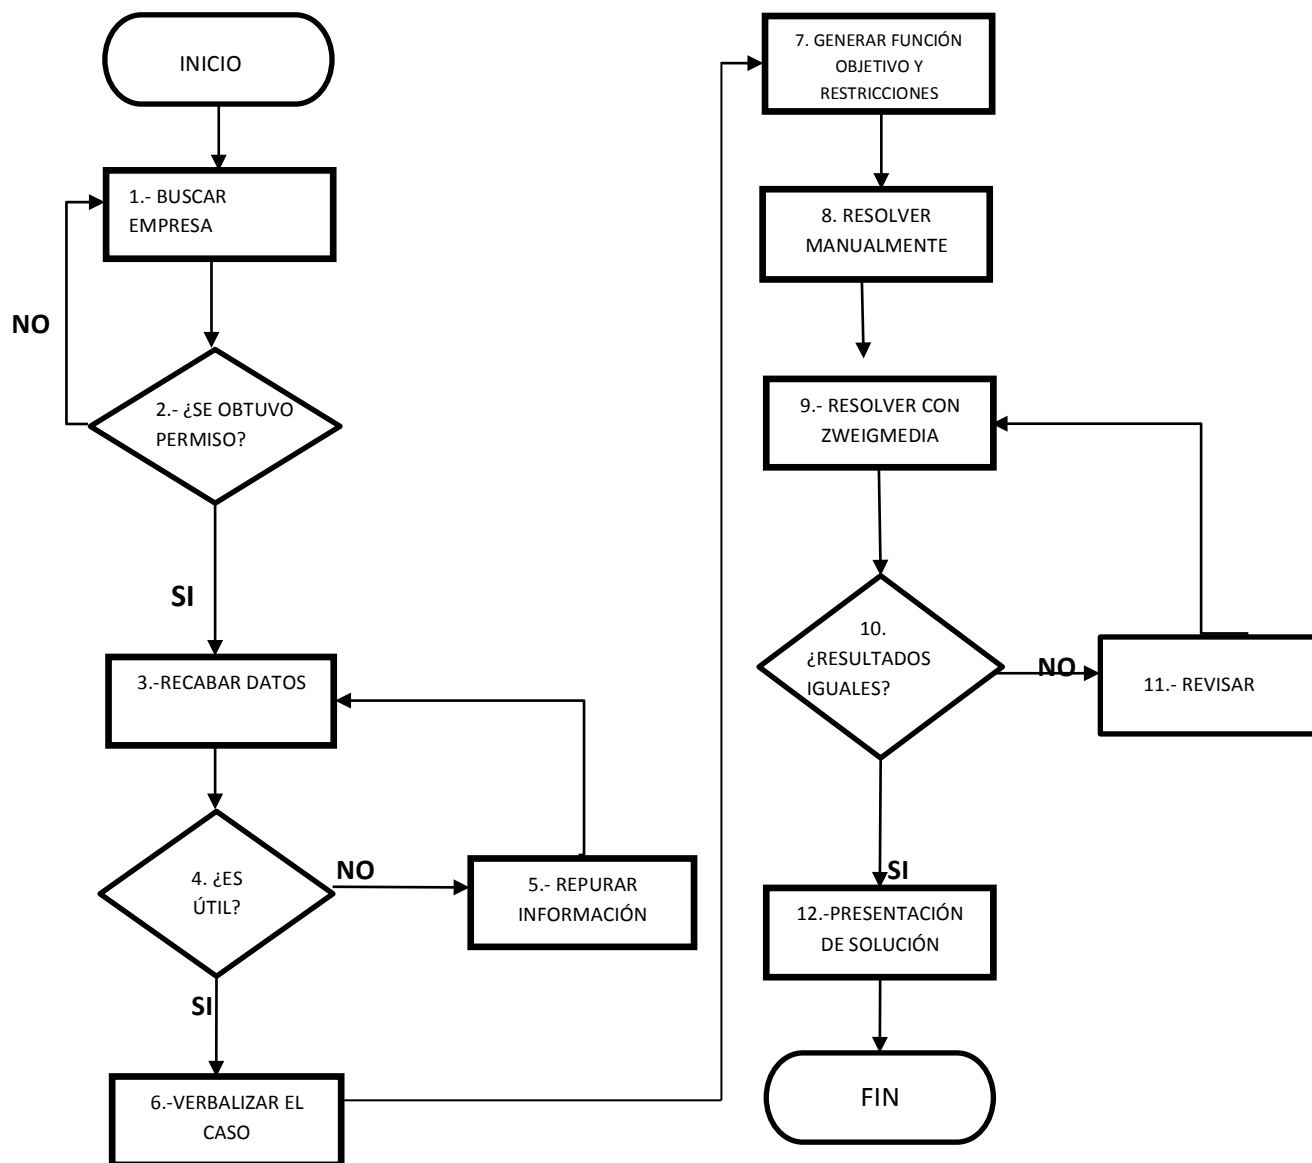 INICIO
1.- BUSCAR
EMPRESA
NO
2.- ¿SE OBTUVO
PERMISO?
SI
3.-RECABAR DATOS
4. ¿ES
ÚTIL?
NO
5.- REPURAR
INFORMACIÓN
SI
6.-VERBALIZAR EL
CASO
7. GENERAR FUNCIÓN
OBJETIVO Y
RESTRICCIONES
8. RESOLVER
MANUALMENTE
9.- RESOLVER CON
ZWEIGMEDIA
10.
¿RESULTADOS
IGUALES?
NO
11.- REVISAR
SI
12.-PRESENTACIÓN
DE SOLUCIÓN
FIN